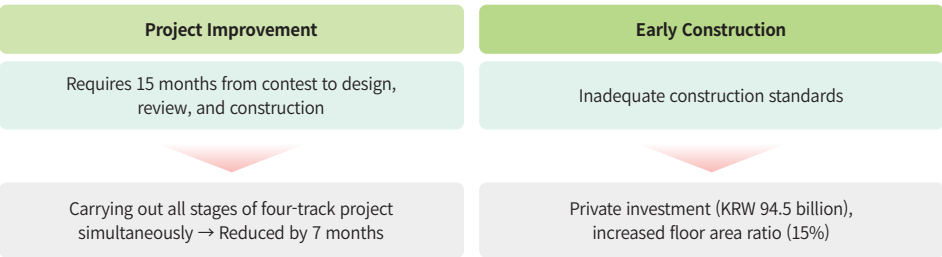 Project Improvement
Early Construction
Requires 15 months from contest to design,
review, and construction
Inadequate construction standards
Carrying out all stages of four-track project
simultaneously → Reduced by 7 months
Private investment (KRW 94.5 billion),
increased floor area ratio (15%)